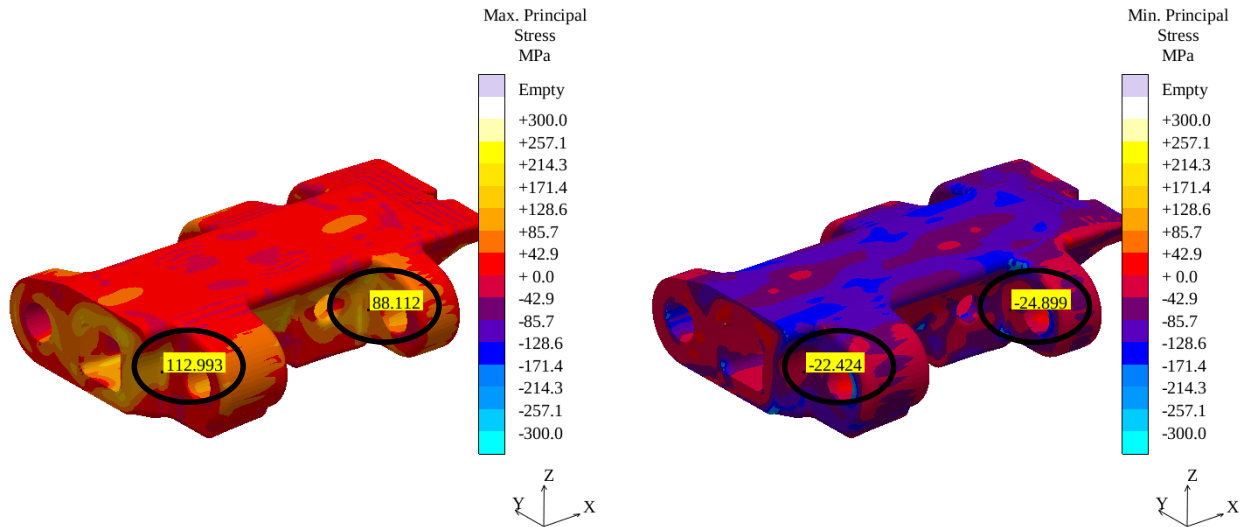 Max. Principal
Stress
MPa
Empty
+300.0
+257.1
+214.3
+171.4
+128.6
+85.7
+42.9
+ 0.0
-42.9
-85.7
-128.6
-171.4
-214.3
-257.1
-300.0
88.112
112.993
Z
Y
X
Min. Principal
Stress
MPa
Empty
+300.0
+257.1
+214.3
+171.4
+128.6
+85.7
+42.9
+ 0.0
-42.9
-85.7
-128.6
-171.4
-214.3
-257.1
-300.0
-24.899
-22.424
Z
Y
X